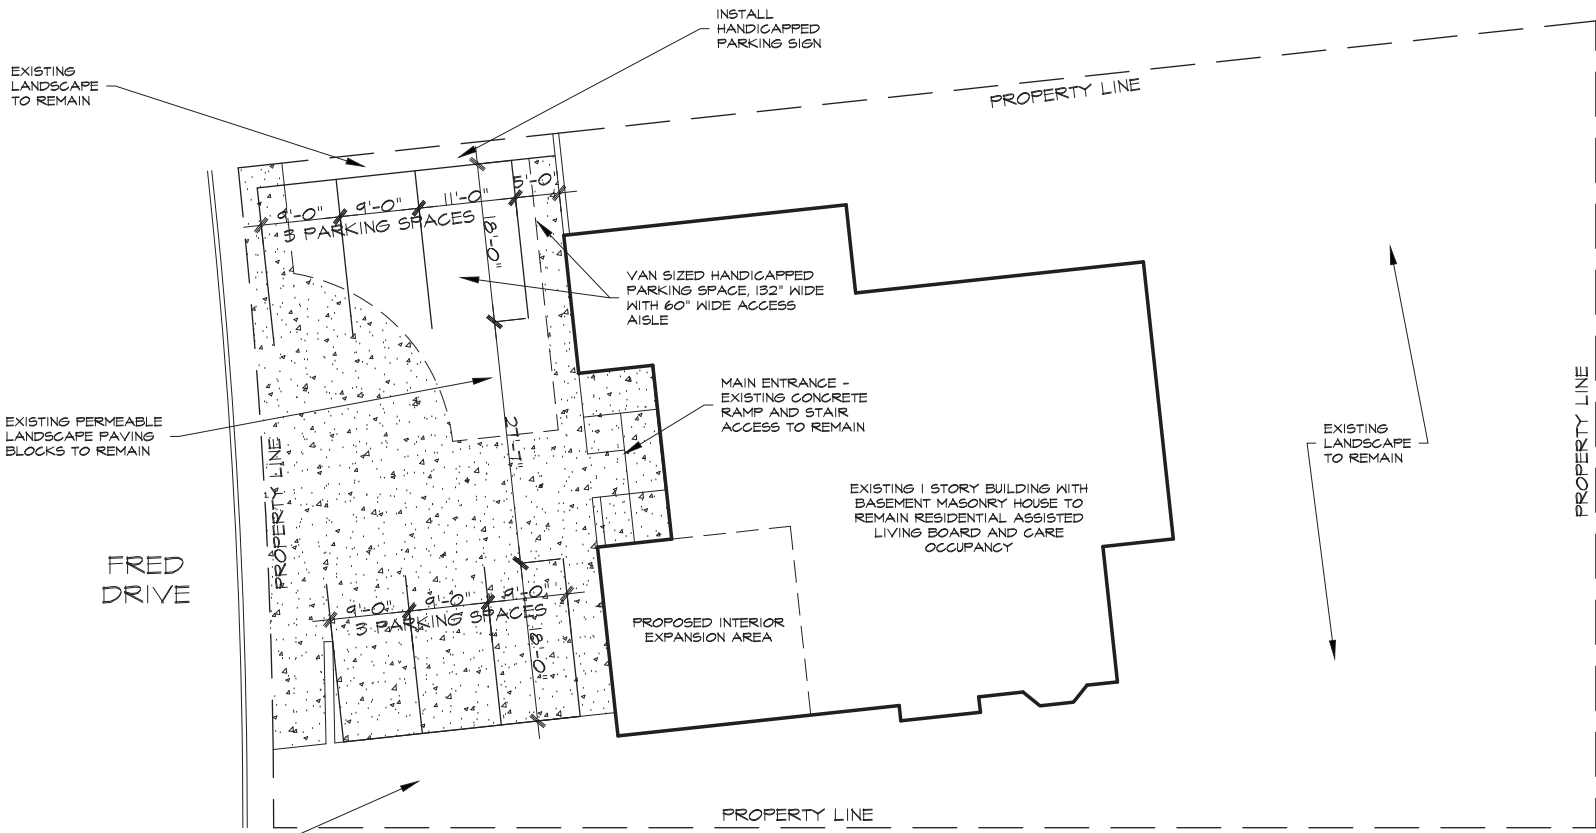 INSTALL
HANDICAPPED
PARKING SIGN
EXISTING
LANDSCAPE
TO REMAIN
PROPERTY LINE
9'-0"
9'-0"
11'-0"
5'-0"
3 PARKING SPACES
18'-0"
VAN SIZED HANDICAPPED
PARKING SPACE, 132" WIDE
WITH 60" WIDE ACCESS
AISLE
MAIN ENTRANCE -
EXISTING CONCRETE
RAMP AND STAIR
ACCESS TO REMAIN
EXISTING PERMEABLE
LANDSCAPE PAVING
BLOCKS TO REMAIN
27'-7"
PROPERTY LINE
PROPERTY LINE
EXISTING
LANDSCAPE
TO REMAIN
EXISTING 1 STORY BUILDING WITH
BASEMENT MASONRY HOUSE TO
REMAIN RESIDENTIAL ASSISTED
LIVING BOARD AND CARE
OCCUPANCY
FRED
DRIVE
9'-0"
9'-0"
9'-0"
3 PARKING SPACES
18'-0"
PROPOSED INTERIOR
EXPANSION AREA
PROPERTY LINE